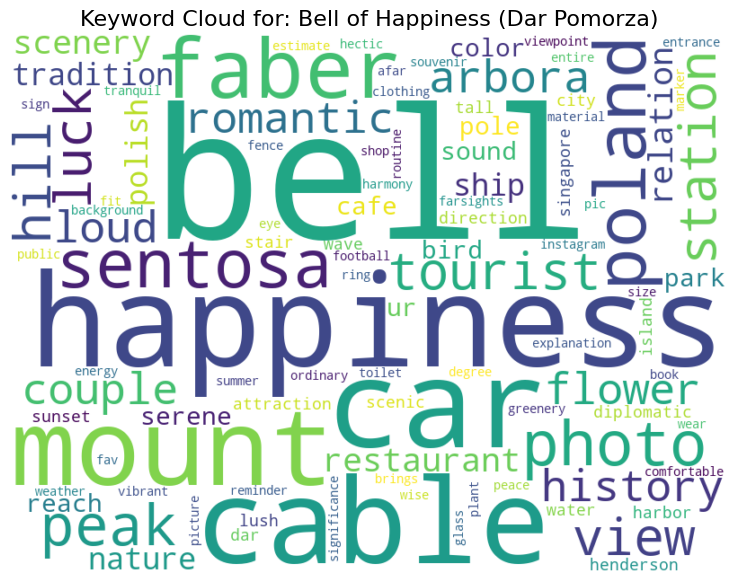 Keyword Cloud for: Bell of Happiness (Dar Pomorza)
scenery
faber
estimate
hectic
color
viewpoint
entrance
tradition
tranquil
afar
souvenir
clothing
arbora
entire
poland
relation
station
marker
sign
luck
polish
romantic
bell
tall
city
pole
material
hill
fence
shop
routine
sound
singapore
loud
fit
background
harmony
ship
cafe
farsights
direction
pic
public
eye
stair
wave
football
bird
instagram
sentosa
ring
tourist
park
happiness
ur
size
island
explanation
energy
summer
ordinary
toilet
degree
book
couple
car
flower
sunset
serene
attraction
scenic
greenery
diplomatic
wear
mount
restaurant
photo
fav
comfortable
weather
vibrant
reminder
brings
wise
peace
history
reach
picture
lush
significance
cable
glass
plant
water
harbor
peak
dar
view
nature
henderson